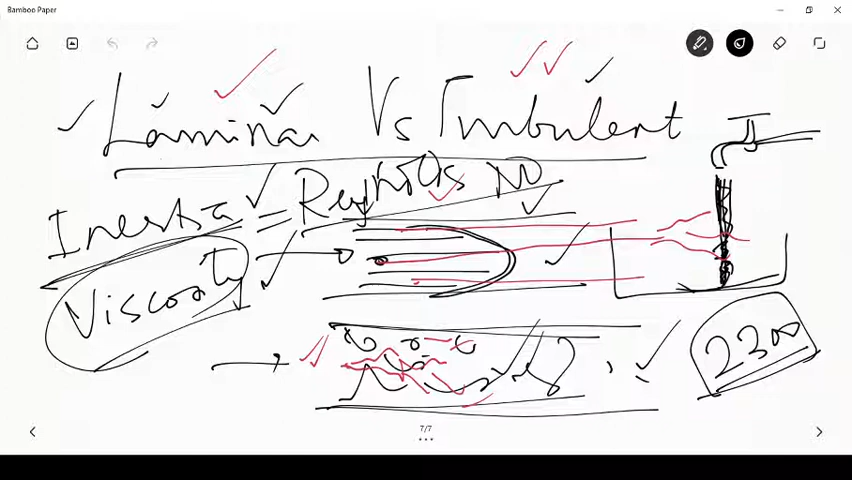 Bamboo Paper
Laminar Vs Turbulent
Inertia = Reynolds No
Viscosity
2300
7/7